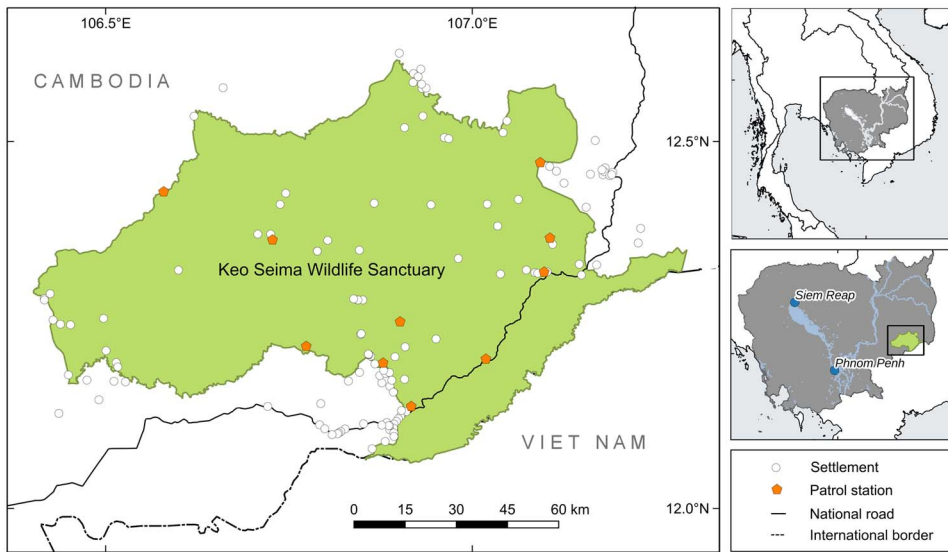 106.5°E
107.0°E
CAMBODIA
12.5°N
Keo Seima Wildlife Sanctuary
VIET NAM
12.0°N
0 15 30 45 60 km
Siem Reap
Phnom Penh
Settlement
Patrol station
National road
International border